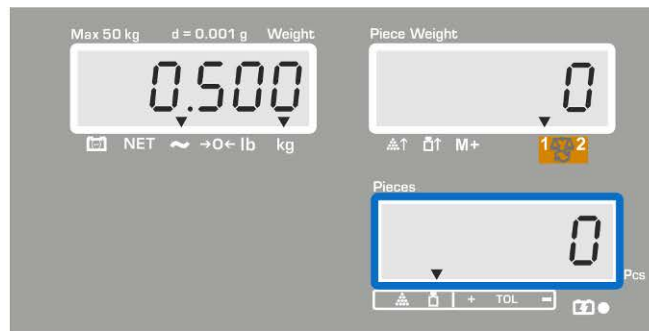 Max 50 kg d = 0.001 g Weight
0.500
NET →0← lb kg
Piece Weight
0
M+
1 2
Pieces
0
Pcs
+ TOL -